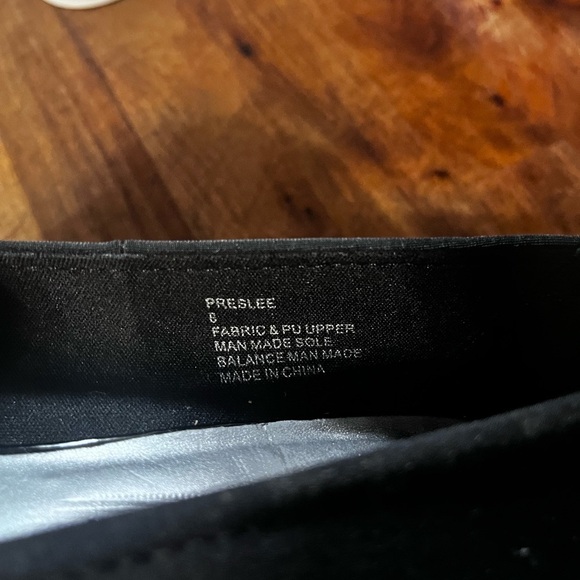 PRESLEE
8
FABRIC & PU UPPER
MAN MADE SOLE
BALANCE MAN MADE
MADE IN CHINA